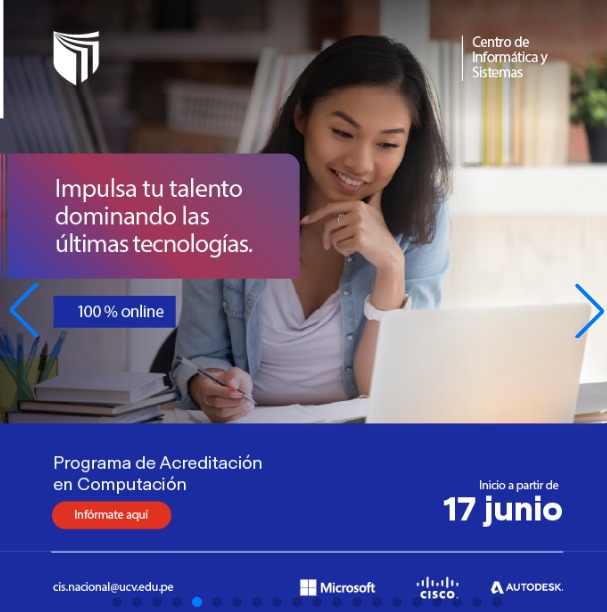 Centro de
Informática y
Sistemas
Impulsa tu talento
dominando las
últimas tecnologías.
100 % online
Programa de Acreditación
en Computación
Infórmate aquí
Inicio a partir de
17 junio
cis.nacional@ucv.edu.pe
Microsoft
CISCO
AUTODESK.